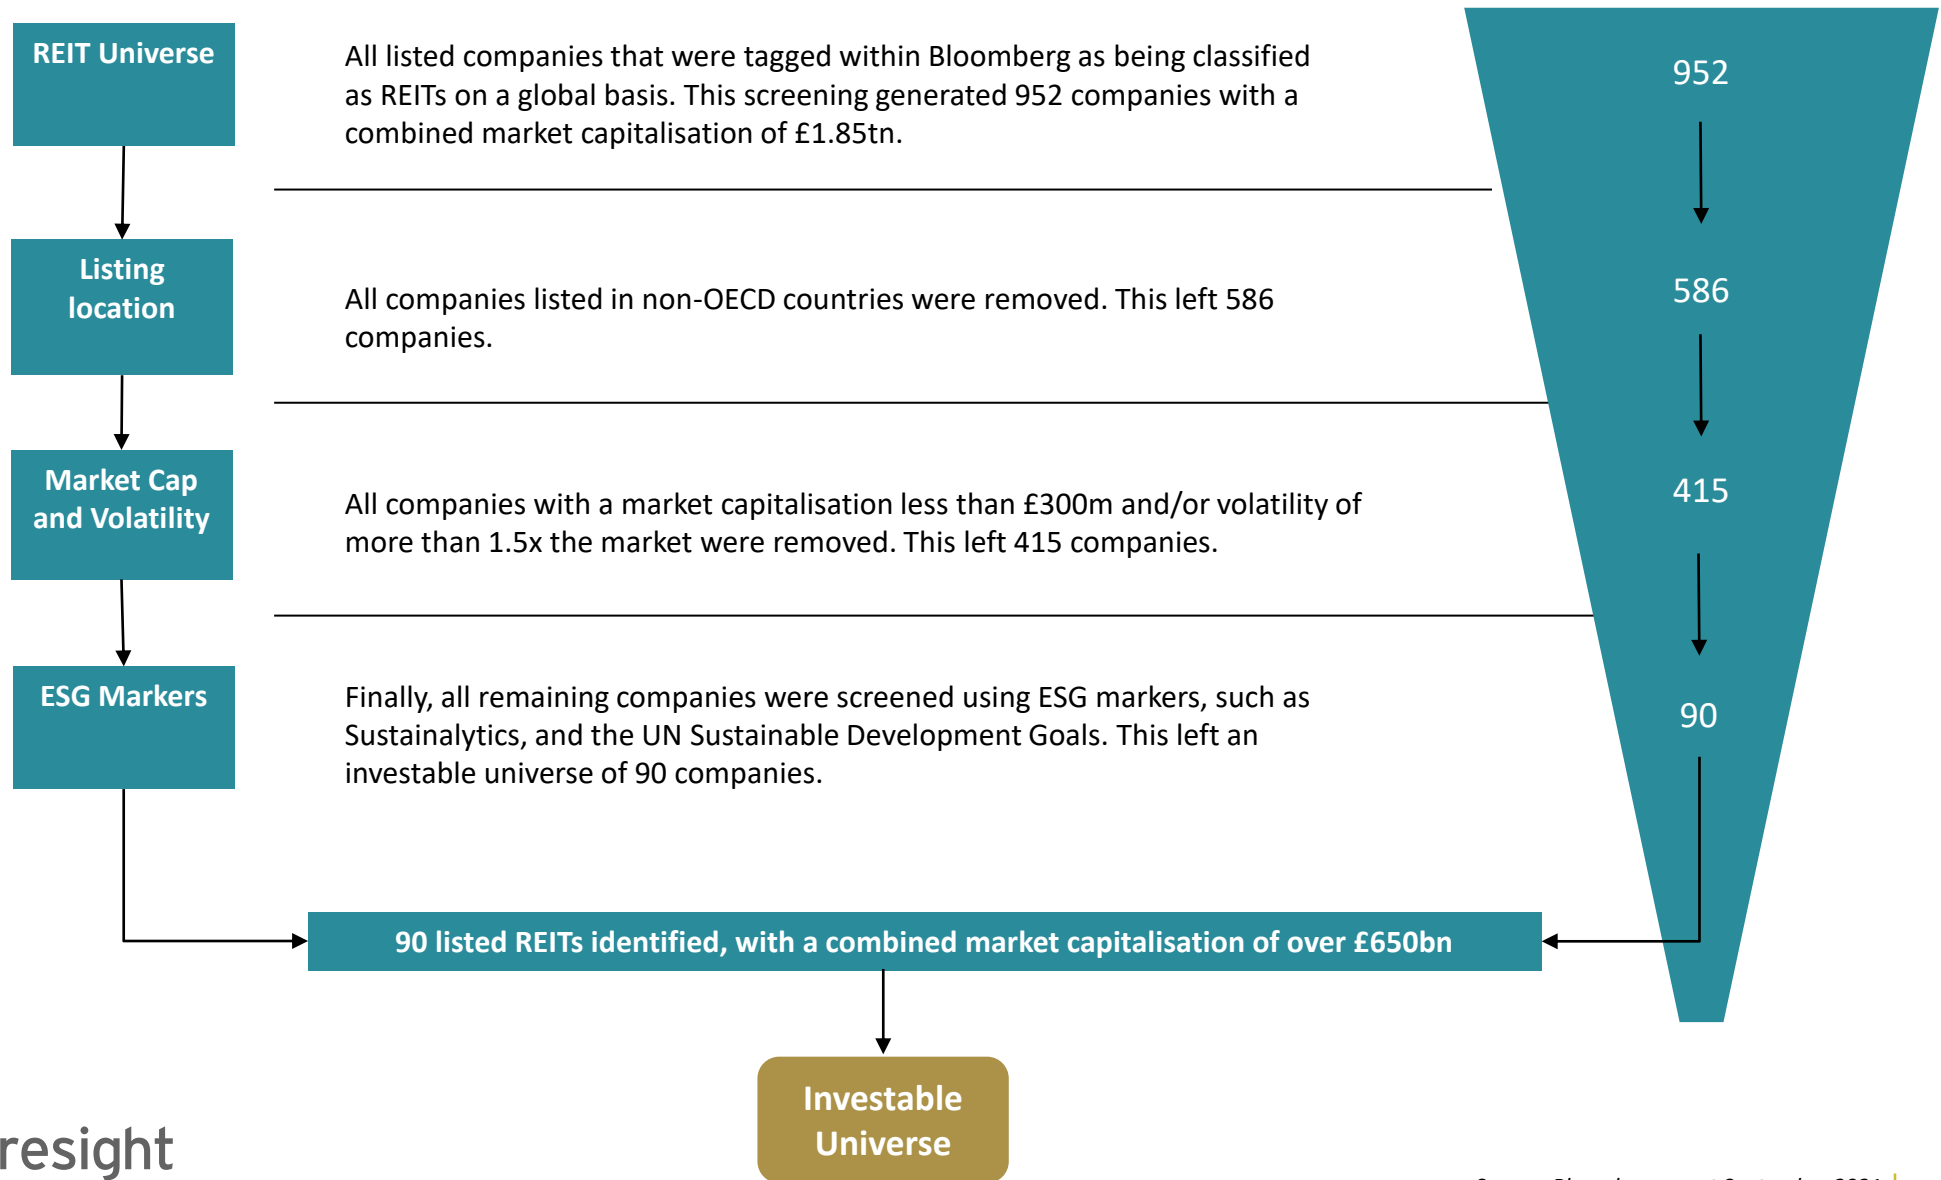 REIT Universe
All listed companies that were tagged within Bloomberg as being classified
as REITs on a global basis. This screening generated 952 companies with a
combined market capitalisation of £1.85tn.
952
Listing
location
All companies listed in non-OECD countries were removed. This left 586
companies.
586
Market Cap
and Volatility
All companies with a market capitalisation less than £300m and/or volatility of
more than 1.5x the market were removed. This left 415 companies.
415
ESG Markers
Finally, all remaining companies were screened using ESG markers, such as
Sustainalytics, and the UN Sustainable Development Goals. This left an
investable universe of 90 companies.
90
90 listed REITs identified, with a combined market capitalisation of over £650bn
Investable
Universe
resight